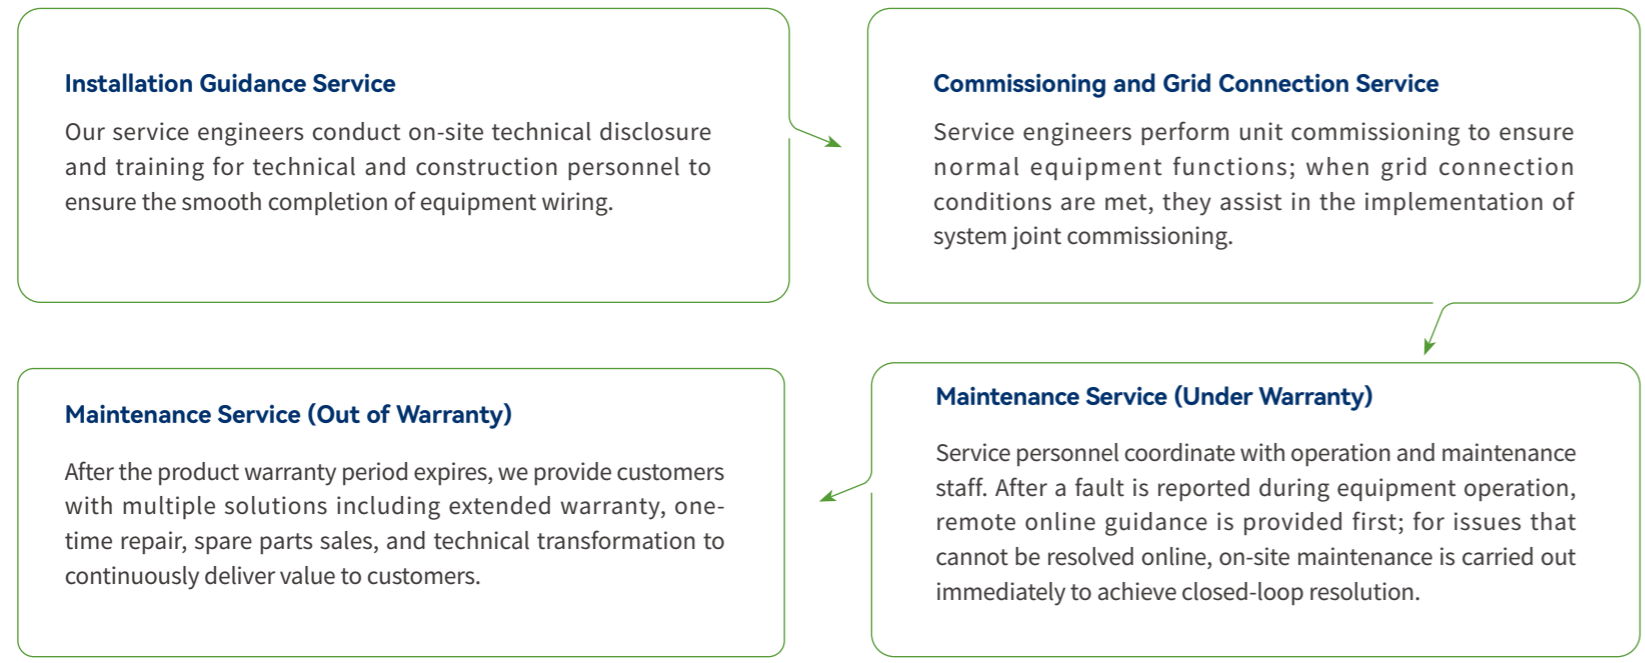 Installation Guidance Service
Our service engineers conduct on-site technical disclosure
and training for technical and construction personnel to
ensure the smooth completion of equipment wiring.
Commissioning and Grid Connection Service
Service engineers perform unit commissioning to ensure
normal equipment functions; when grid connection
conditions are met, they assist in the implementation of
system joint commissioning.
Maintenance Service (Under Warranty)
Service personnel coordinate with operation and maintenance
staff. After a fault is reported during equipment operation,
remote online guidance is provided first; for issues that
cannot be resolved online, on-site maintenance is carried out
immediately to achieve closed-loop resolution.
Maintenance Service (Out of Warranty)
After the product warranty period expires, we provide customers
with multiple solutions including extended warranty, one-
time repair, spare parts sales, and technical transformation to
continuously deliver value to customers.